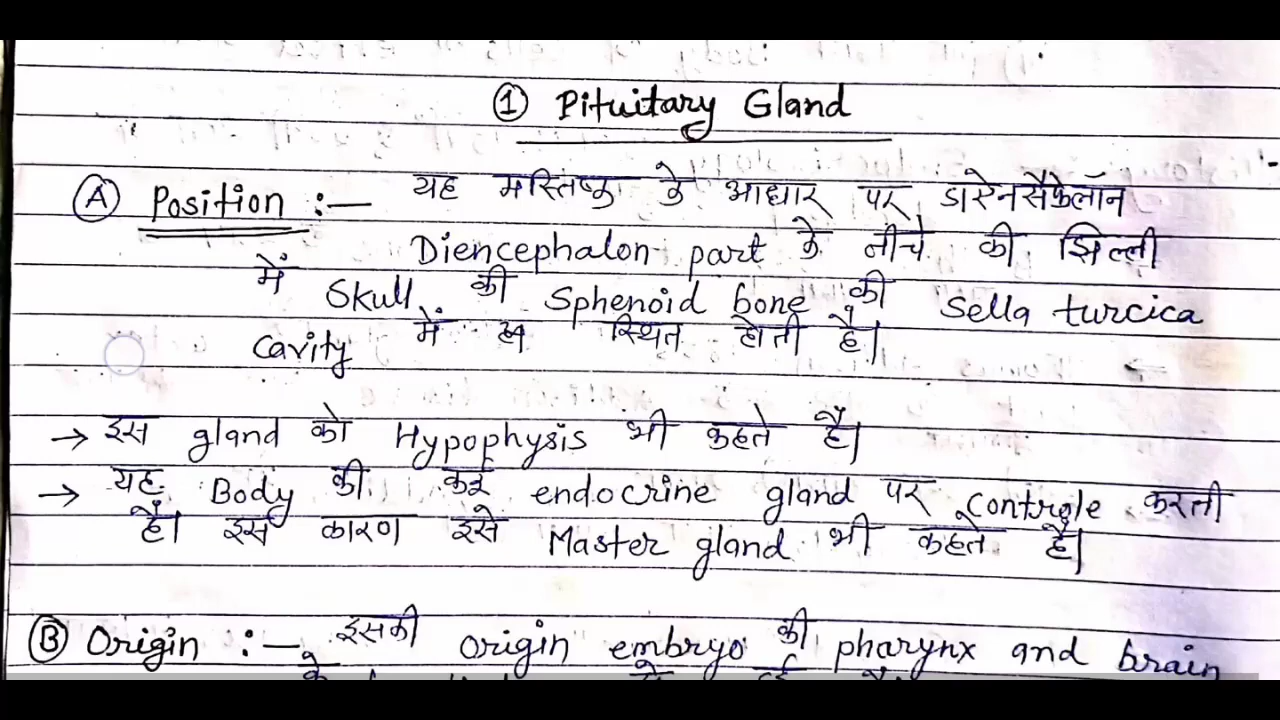 ① Pituitary Gland
Ⓐ Position :— यह मस्तिष्क के आधार पर डाऐनसैफेलॉन
Diencephalon part के नीचे की झिल्ली
में Skull की Sphenoid bone की Sella turcica
cavity में स्थित होती है।
→ इस gland को Hypophysis भी कहते हैं।
→ यह Body की कई endocrine gland पर Controle करती
हैं। इस कारण इसे Master gland भी कहते है।
Ⓑ Origin :— इसकी origin embryo की pharynx and brain